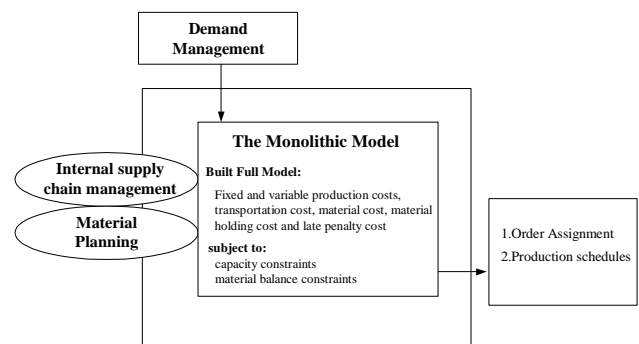 Demand
Management
The Monolithic Model
Internal supply
chain management
Material
Planning
Built Full Model:
Fixed and variable production costs,
transportation cost, material cost, material
holding cost and late penalty cost
subject to:
capacity constraints
material balance constraints
1.Order Assignment
2.Production schedules